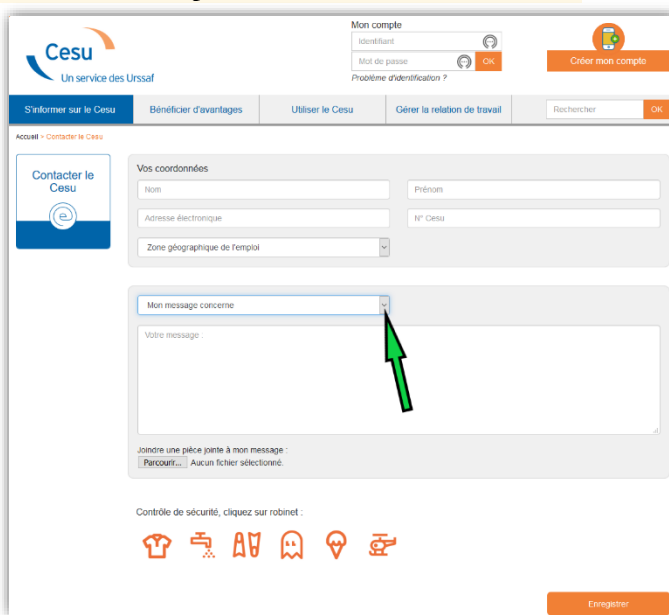 Mon compte
Identifiant
Mot de passe
OK
Problème d'identification ?
Cesu
Un service des Urssaf
Créer mon compte
S'informer sur le Cesu
Bénéficier d'avantages
Utiliser le Cesu
Gérer la relation de travail
Rechercher
OK
Accueil > Contacter le Cesu
Contacter le
Cesu
e
Vos coordonnées
Nom
Prénom
Adresse électronique
N° Cesu
Zone géographique de l'emploi
Mon message concerne
Votre message :
Joindre une pièce jointe à mon message :
Parcourir... Aucun fichier sélectionné.
Contrôle de sécurité, cliquez sur robinet :
Enregistrer